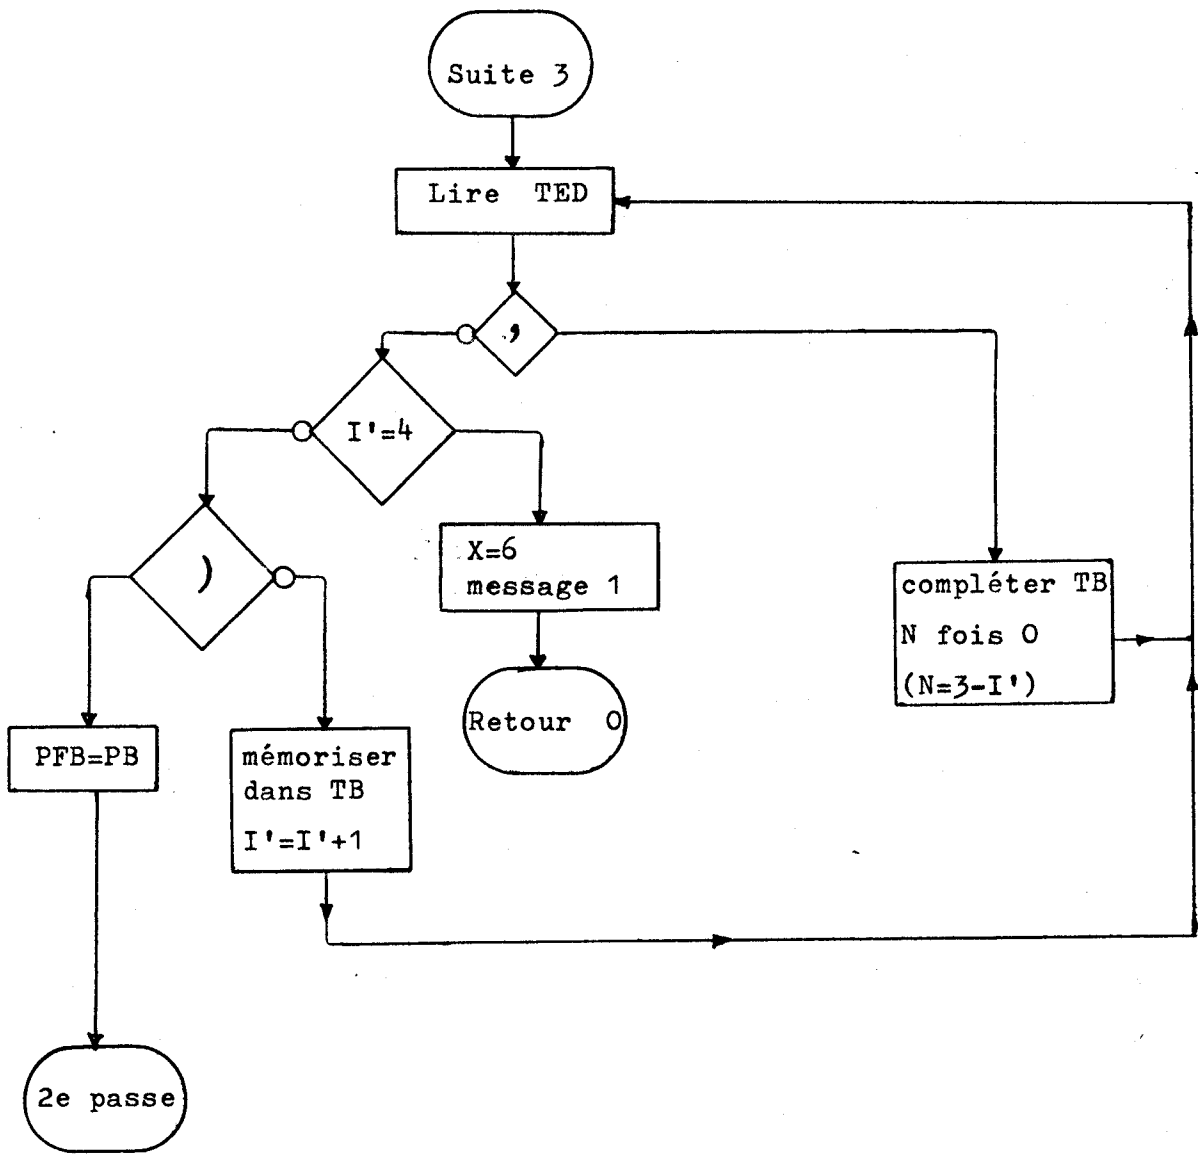 Suite 3
Lire TED
,
I'=4
)
X=6
message 1
compléter TB
N fois 0
(N=3-I')
Retour 0
PFB=PB
mémoriser
dans TB
I'=I'+1
2e passe